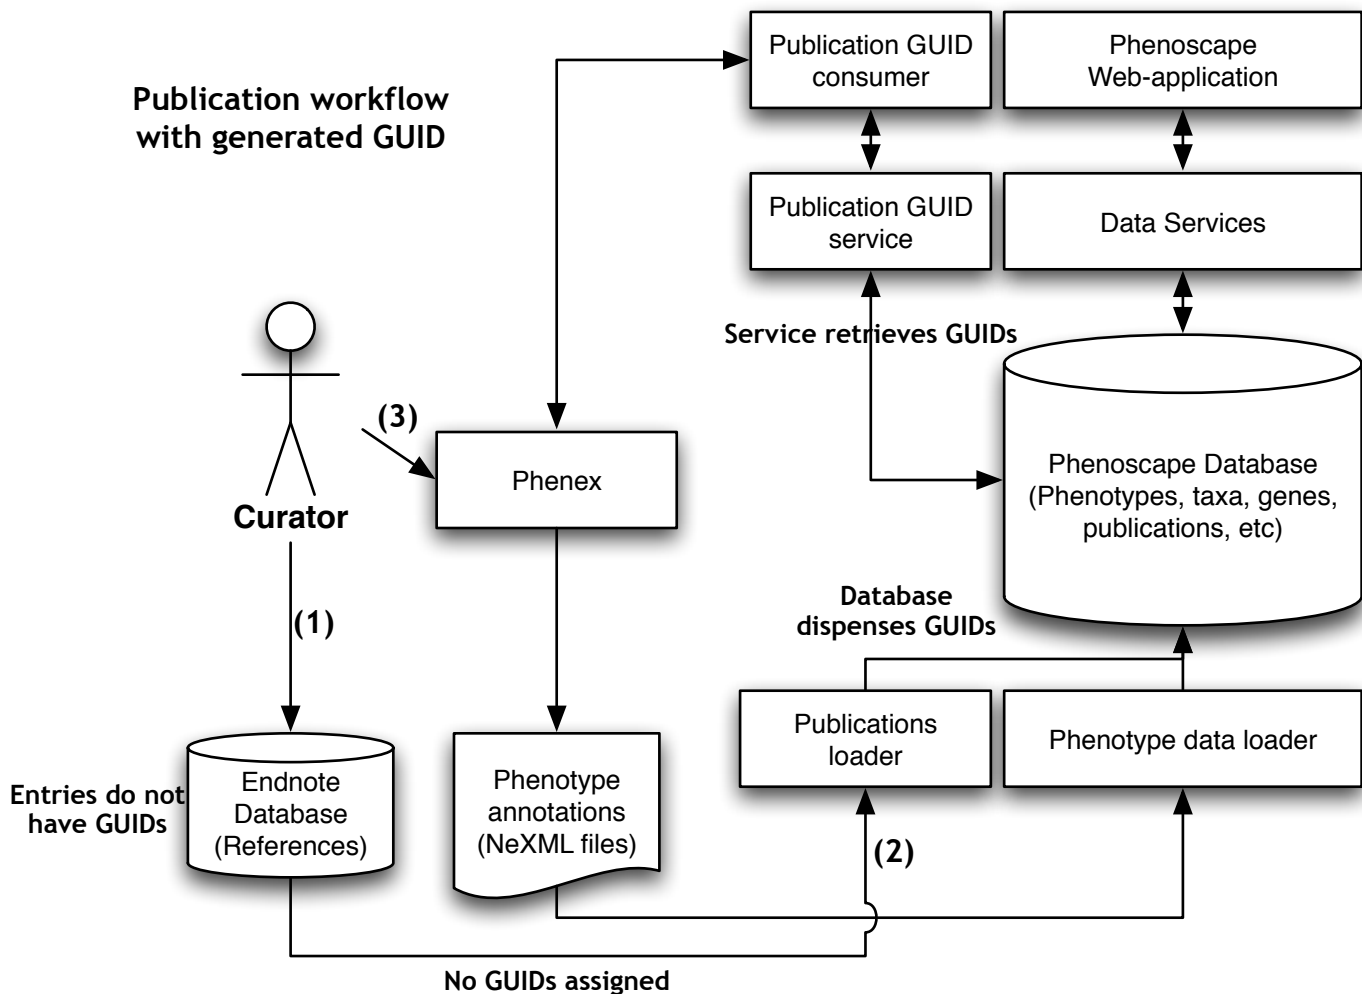 Publication workflow
with generated GUID
Publication GUID
consumer
Phenoscape
Web-application
Publication GUID
service
Data Services
Service retrieves GUIDs
(3)
Phenex
Curator
Phenoscape Database
(Phenotypes, taxa, genes,
publications, etc)
(1)
Database
dispenses GUIDs
Publications
loader
Phenotype data loader
Entries do not
have GUIDs
Endnote
Database
(References)
Phenotype
annotations
(NeXML files)
(2)
No GUIDs assigned